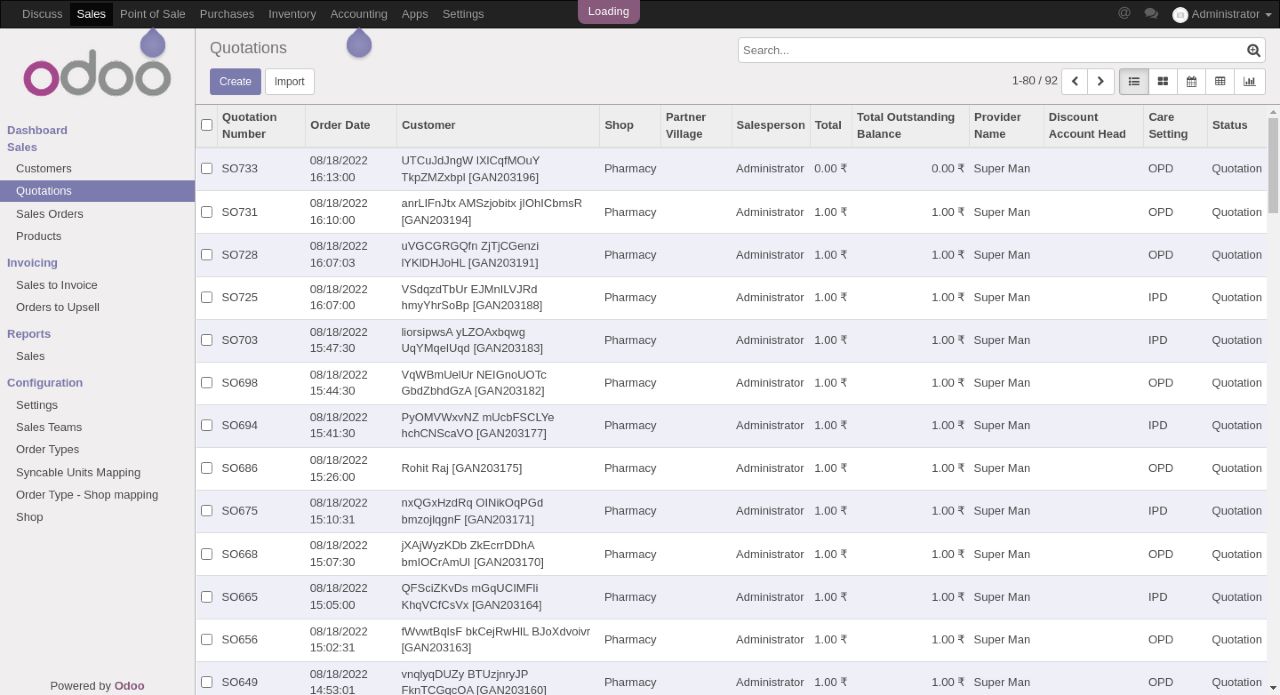 Discuss Sales Point of Sale Purchases Inventory Accounting Apps Settings Loading @ Administrator
odoo
Quotations Search...
Create Import 1-80 / 92
Dashboard
Sales
Customers
Quotations
Sales Orders
Products
Invoicing
Sales to Invoice
Orders to Upsell
Reports
Sales
Configuration
Settings
Sales Teams
Order Types
Syncable Units Mapping
Order Type - Shop mapping
Shop
Powered by Odoo
Quotation Number Order Date Customer Shop Partner Village Salesperson Total Total Outstanding Balance Provider Name Discount Account Head Care Setting Status
SO733 08/18/2022 16:13:00 UTCuJdJngW lXlCqfMOuY TkpZMZxbpl [GAN203196] Pharmacy Administrator 0.00 ₹ 0.00 ₹ Super Man OPD Quotation
SO731 08/18/2022 16:10:00 anrLIFnJtx AMSzjobitx jIOhICbmsR [GAN203194] Pharmacy Administrator 1.00 ₹ 1.00 ₹ Super Man OPD Quotation
SO728 08/18/2022 16:07:03 uVGCGRGQfn ZjTjCGenzi lYKlDHJoHL [GAN203191] Pharmacy Administrator 1.00 ₹ 1.00 ₹ Super Man OPD Quotation
SO725 08/18/2022 16:07:00 VSdqzdTbUr EJMnlLVJRd hmyYhrSoBp [GAN203188] Pharmacy Administrator 1.00 ₹ 1.00 ₹ Super Man IPD Quotation
SO703 08/18/2022 15:47:30 liorsipwsA yLZOAxbqwg UqYMqelUqd [GAN203183] Pharmacy Administrator 1.00 ₹ 1.00 ₹ Super Man IPD Quotation
SO698 08/18/2022 15:44:30 VqWBmUelUr NEIGnoUOTc GbdZbhdGzA [GAN203182] Pharmacy Administrator 1.00 ₹ 1.00 ₹ Super Man OPD Quotation
SO694 08/18/2022 15:41:30 PyOMVWxvNZ mUcbFSCLYe hchCNScaVO [GAN203177] Pharmacy Administrator 1.00 ₹ 1.00 ₹ Super Man IPD Quotation
SO686 08/18/2022 15:26:00 Rohit Raj [GAN203175] Pharmacy Administrator 1.00 ₹ 1.00 ₹ Super Man OPD Quotation
SO675 08/18/2022 15:10:31 nxQGxHzdRq OINikOqPGd bmzojlqgnF [GAN203171] Pharmacy Administrator 1.00 ₹ 1.00 ₹ Super Man IPD Quotation
SO668 08/18/2022 15:07:30 jXAjWyzKDb ZkEcrrDDhA bmIOCrAmUI [GAN203170] Pharmacy Administrator 1.00 ₹ 1.00 ₹ Super Man OPD Quotation
SO665 08/18/2022 15:05:00 QFSciZKvDs mGqUCIMFli KhqVCfCsVx [GAN203164] Pharmacy Administrator 1.00 ₹ 1.00 ₹ Super Man IPD Quotation
SO656 08/18/2022 15:02:31 fWvwtBqlsF bkCejRwHlL BJoXdvoivr [GAN203163] Pharmacy Administrator 1.00 ₹ 1.00 ₹ Super Man OPD Quotation
SO649 08/18/2022 14:53:01 vnqlyqDUZy BTUzjnryJP FknTCGqcOA [GAN203160] Pharmacy Administrator 1.00 ₹ 1.00 ₹ Super Man OPD Quotation